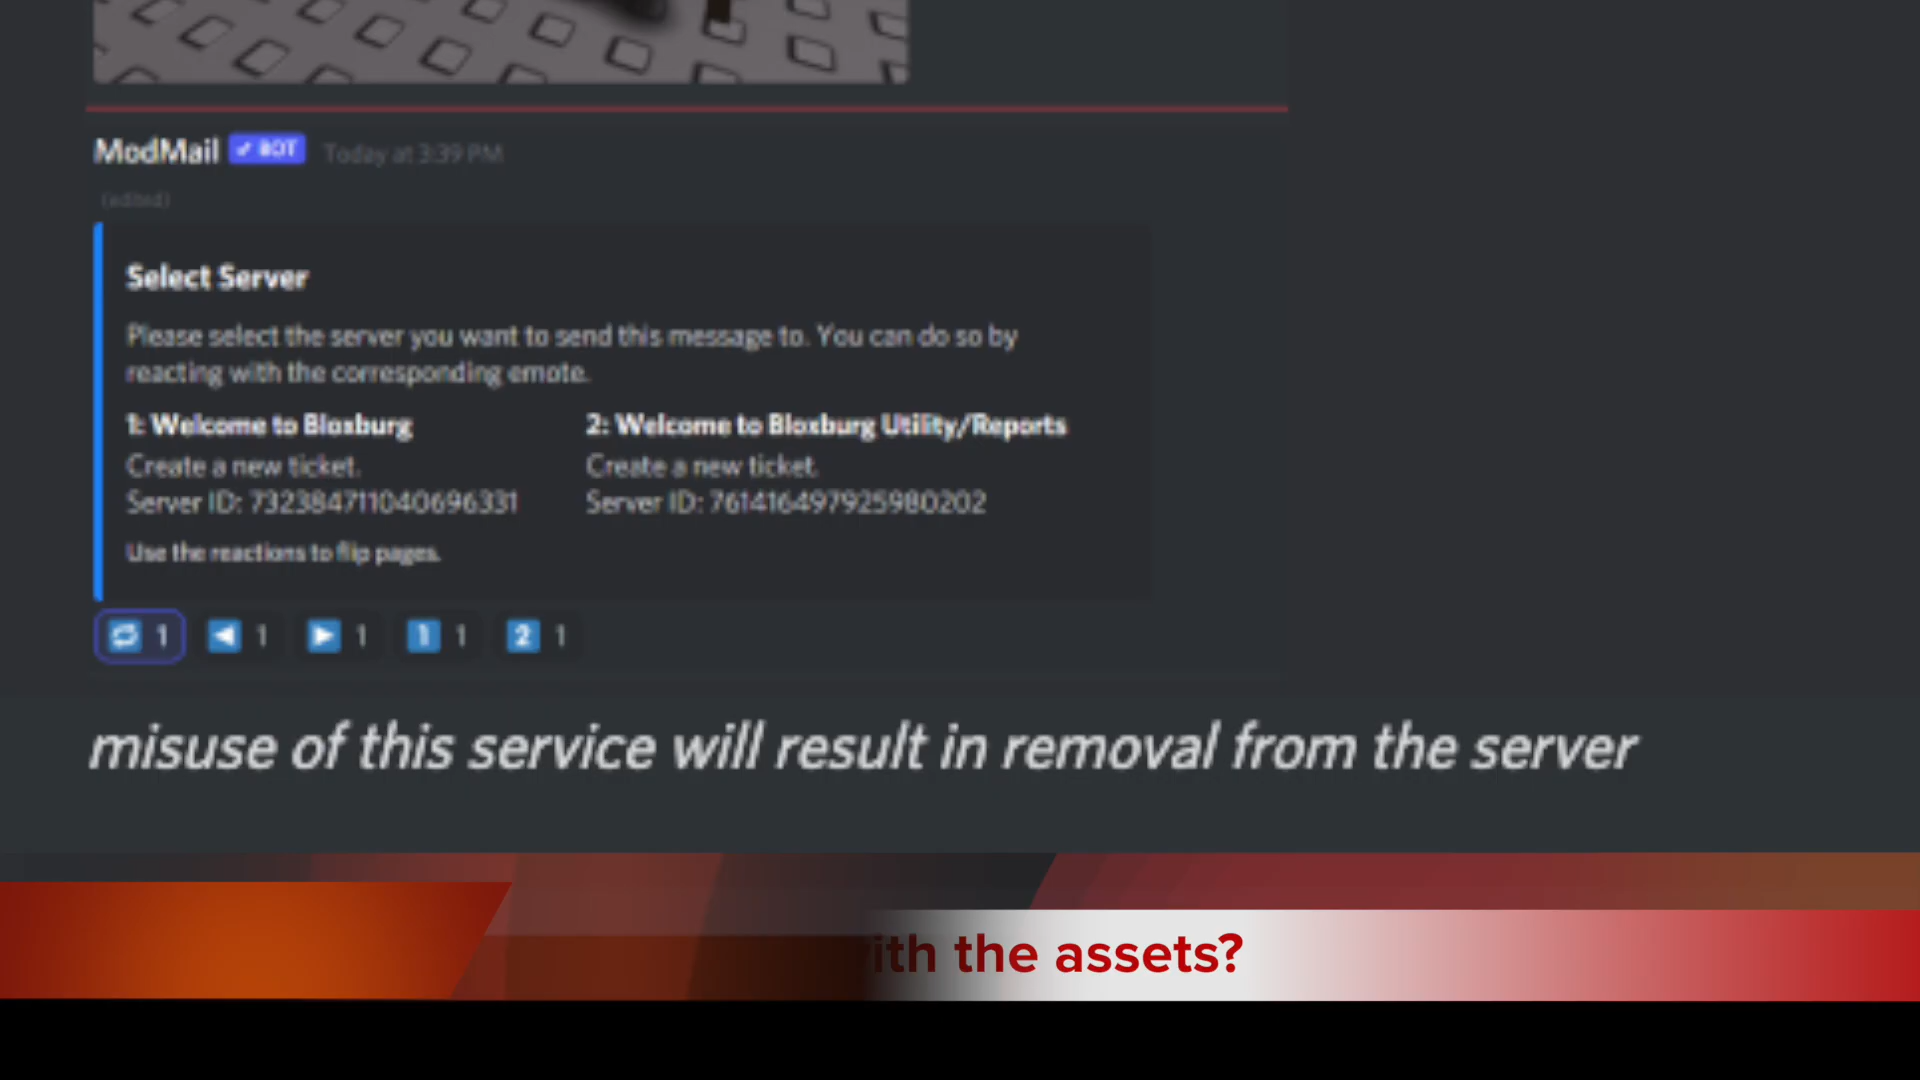 ModMail ✓ BOT Today at 3:39 PM
(edited)
Select Server
Please select the server you want to send this message to. You can do so by
reacting with the corresponding emote.
1: Welcome to Bloxburg 2: Welcome to Bloxburg Utility/Reports
Create a new ticket. Create a new ticket.
Server ID: 732384711040696331 Server ID: 761416497925980202
Use the reactions to flip pages.
1 1 1 1 1 2 1
misuse of this service will result in removal from the server
ith the assets?